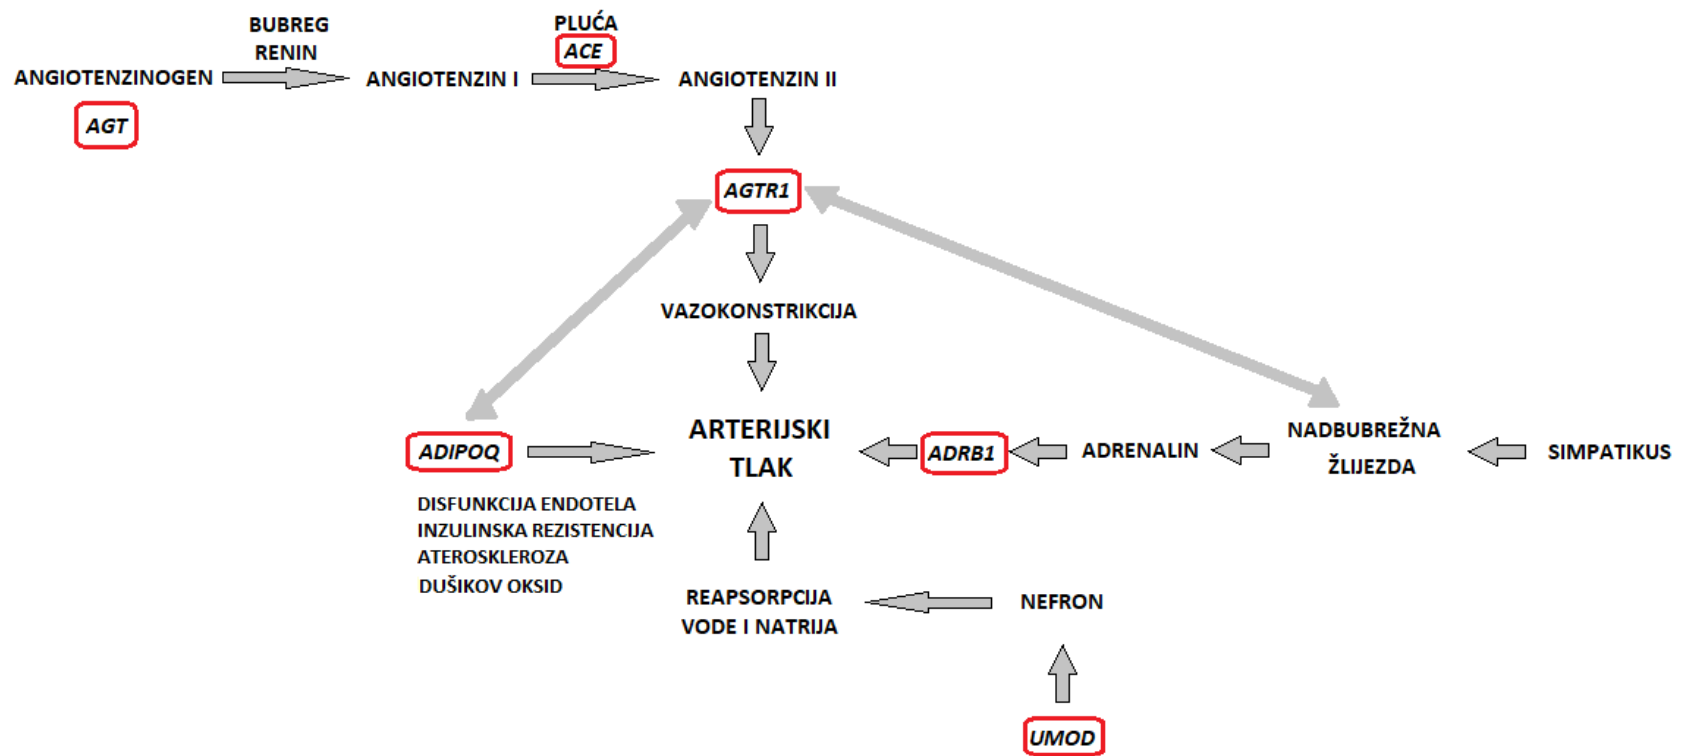 BUBREG
RENIN
PLUĆA
ACE
ANGIOTENZINOGEN
ANGIOTENZIN I
ANGIOTENZIN II
AGT
AGTR1
VAZOKONSTRIKCIJA
ARTERIJSKI
TLAK
ADIPOQ
DISFUNKCIJA ENDOTELA
INZULINSKA REZISTENCIJA
ATEROSKLEROZA
DUŠIKOV OKSID
ADRB1
ADRENALIN
NADBUBREŽNA
ŽLIJEZDA
SIMPATIKUS
REAPSORPCIJA
VODE I NATRIJA
NEFRON
UMOD